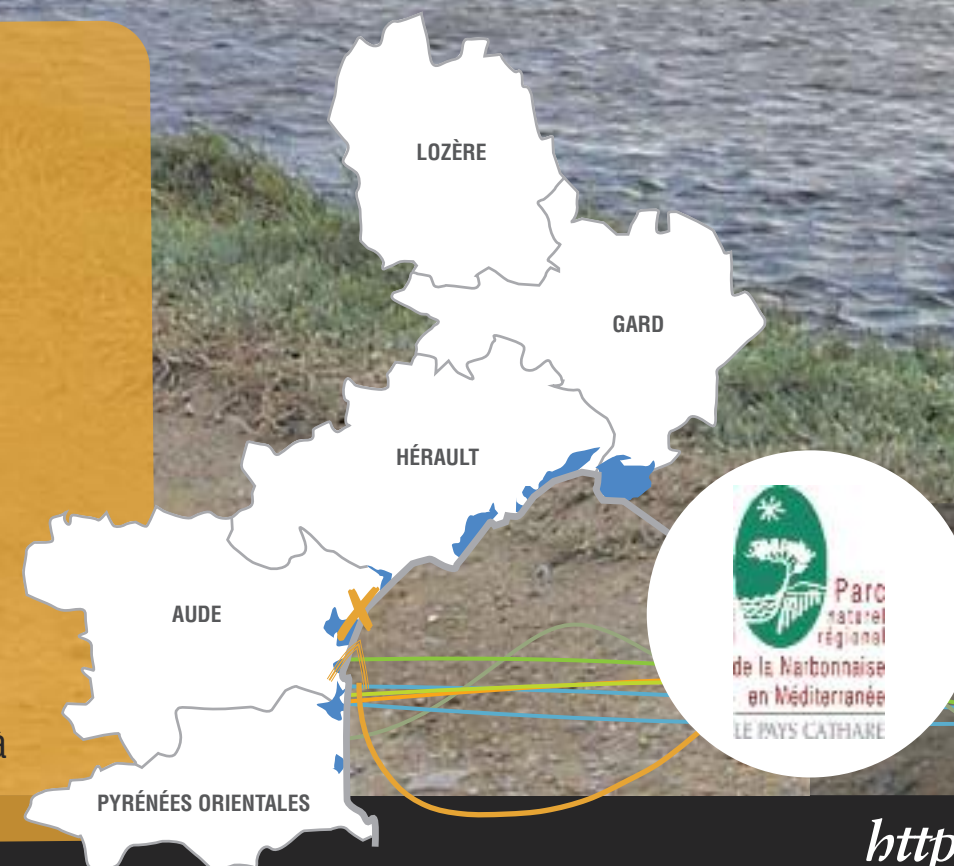 LOZÈRE
GARD
HÉRAULT
AUDE
à
PYRÉNÉES ORIENTALES
Parc
naturel
régional
de la Narbonnaise
en Méditerranée
LE PAYS CATHARE
http